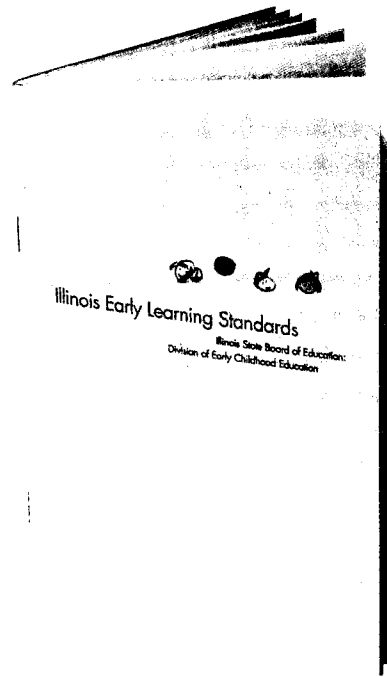 Illinois Early Learning Standards
Illinois State Board of Education:
Division of Early Childhood Education